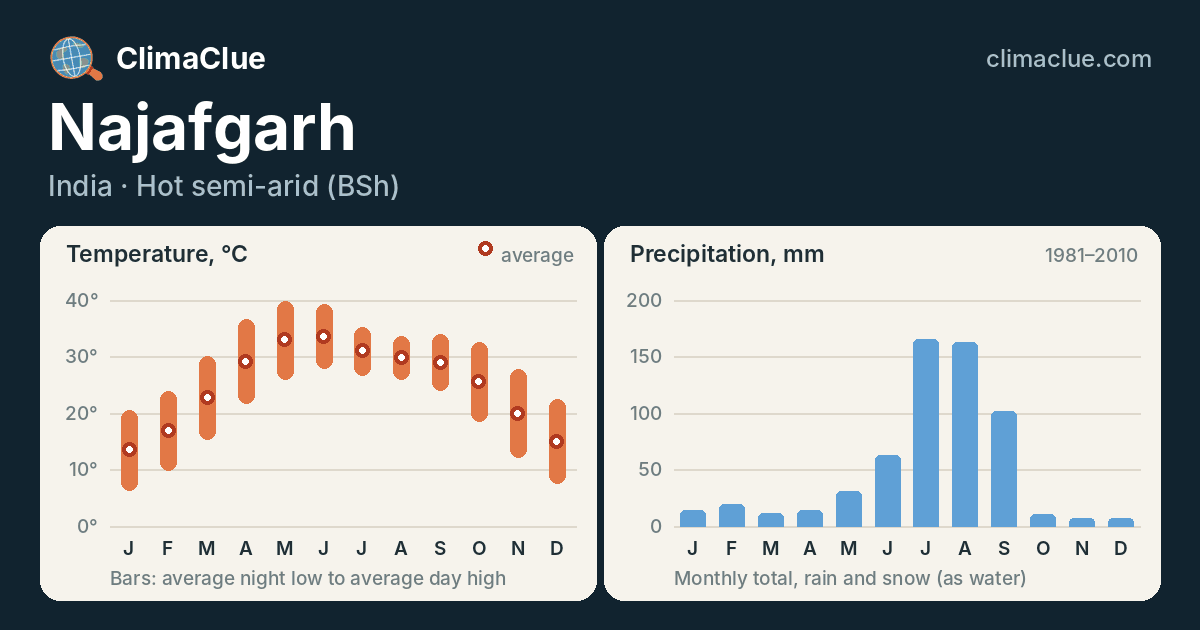 ClimaClue
climaclue.com
Najafgarh
India · Hot semi-arid (BSh)
Temperature, °C
average
40°
30°
20°
10°
0°
J F M A M J J A S O N D
Bars: average night low to average day high
Precipitation, mm
1981–2010
200
150
100
50
0
J F M A M J J A S O N D
Monthly total, rain and snow (as water)